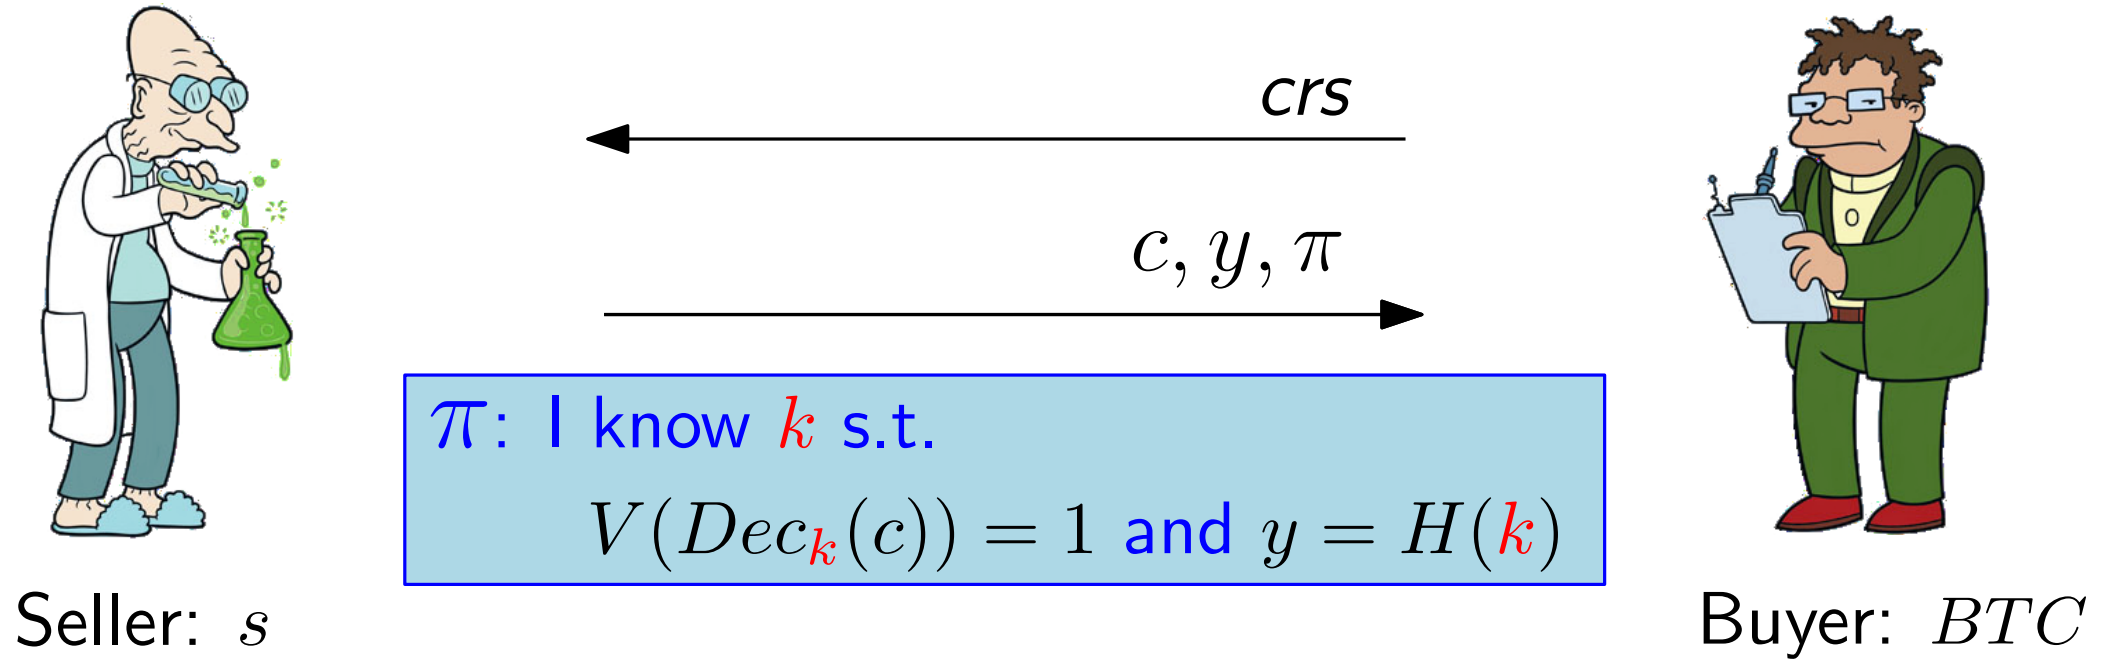 crs
c, y, π
π: I know k s.t.
V(Dec_k(c)) = 1 and y = H(k)
Seller: s
Buyer: BTC